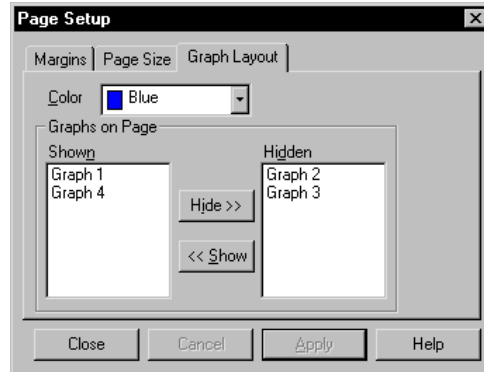 Page Setup
Margins Page Size Graph Layout
Color Blue
Graphs on Page
Shown Hidden
Graph 1 Graph 2
Graph 4 Graph 3
Hide >>
<< Show
Close Cancel Apply Help